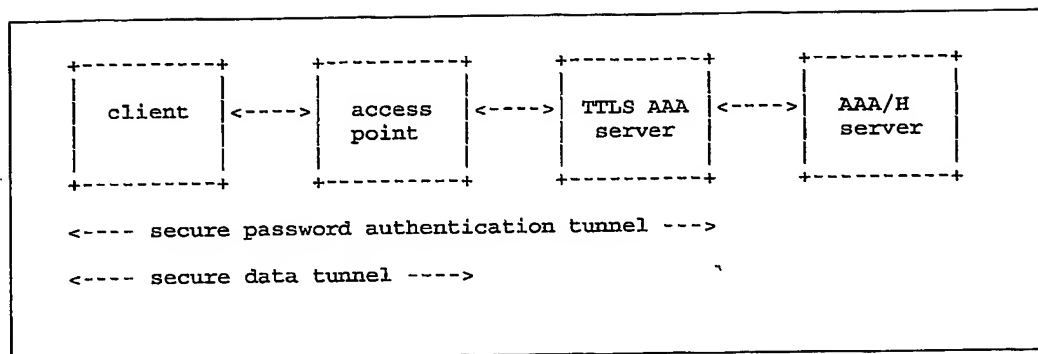 +-----------+ +-----------+ +-----------+ +-----------+
client <----> access <----> TTLS AAA <----> AAA/H
point server server
+-----------+ +-----------+ +-----------+ +-----------+
<---- secure password authentication tunnel --->
<---- secure data tunnel ---->